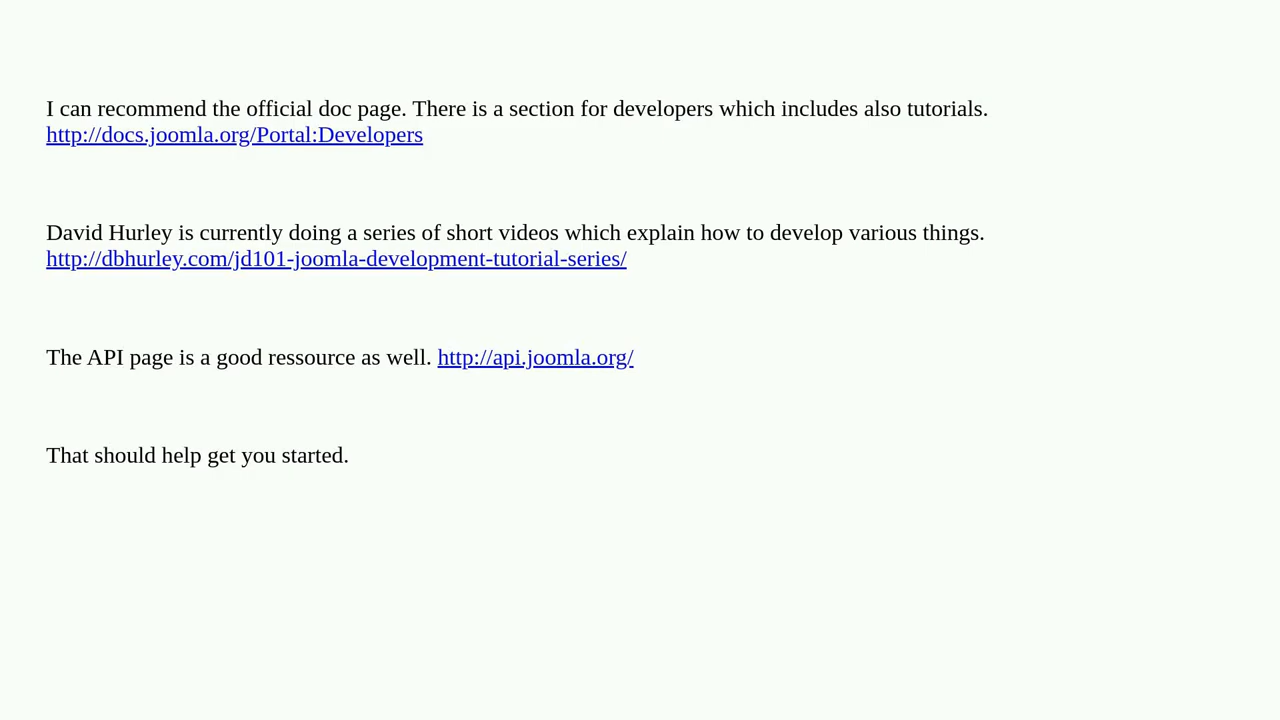 I can recommend the official doc page. There is a section for developers which includes also tutorials.
http://docs.joomla.org/Portal:Developers
David Hurley is currently doing a series of short videos which explain how to develop various things.
http://dbhurley.com/jd101-joomla-development-tutorial-series/
The API page is a good ressource as well. http://api.joomla.org/
That should help get you started.